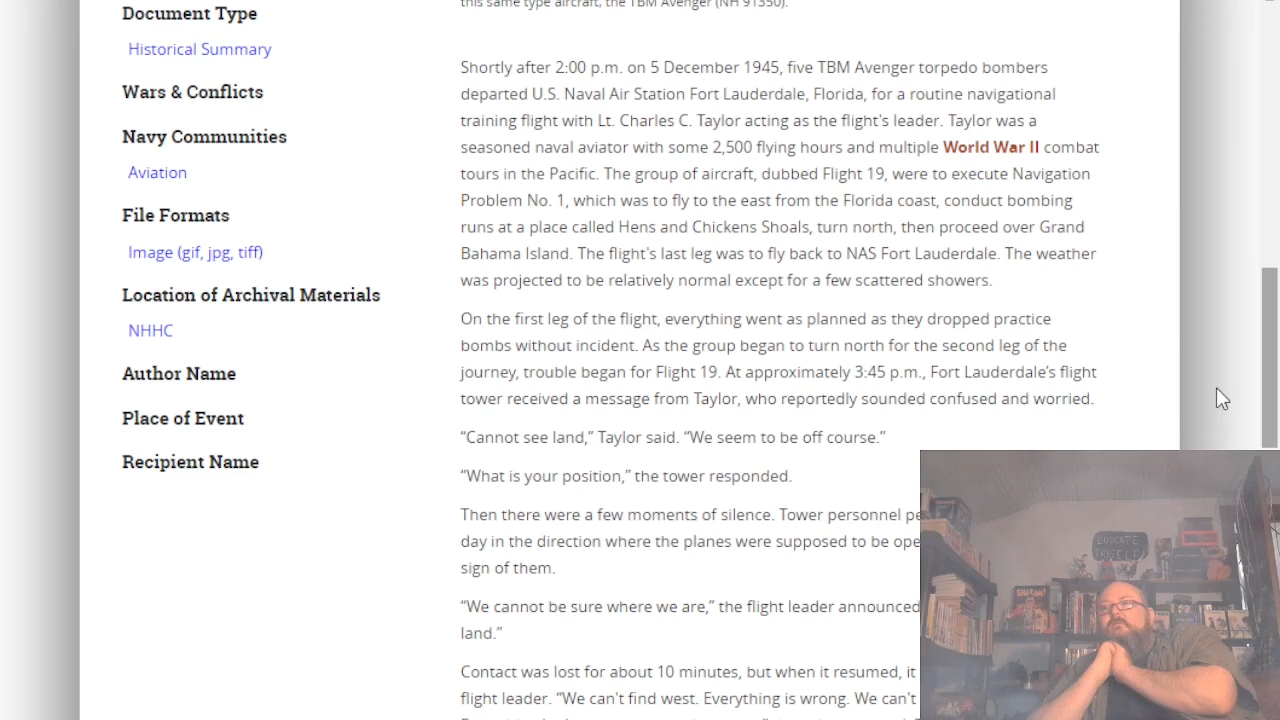 this same type aircraft, the TBM Avenger (NH 91350).
Document Type
Historical Summary
Wars & Conflicts
Navy Communities
Aviation
File Formats
Image (gif, jpg, tiff)
Location of Archival Materials
NHHC
Author Name
Place of Event
Recipient Name
Shortly after 2:00 p.m. on 5 December 1945, five TBM Avenger torpedo bombers
departed U.S. Naval Air Station Fort Lauderdale, Florida, for a routine navigational
training flight with Lt. Charles C. Taylor acting as the flight's leader. Taylor was a
seasoned naval aviator with some 2,500 flying hours and multiple World War II combat
tours in the Pacific. The group of aircraft, dubbed Flight 19, were to execute Navigation
Problem No. 1, which was to fly to the east from the Florida coast, conduct bombing
runs at a place called Hens and Chickens Shoals, turn north, then proceed over Grand
Bahama Island. The flight's last leg was to fly back to NAS Fort Lauderdale. The weather
was projected to be relatively normal except for a few scattered showers.
On the first leg of the flight, everything went as planned as they dropped practice
bombs without incident. As the group began to turn north for the second leg of the
journey, trouble began for Flight 19. At approximately 3:45 p.m., Fort Lauderdale's flight
tower received a message from Taylor, who reportedly sounded confused and worried.
“Cannot see land,” Taylor said. “We seem to be off course.”
“What is your position,” the tower responded.
Then there were a few moments of silence. Tower personnel pe
day in the direction where the planes were supposed to be ope
sign of them.
“We cannot be sure where we are,” the flight leader announced
land.”
Contact was lost for about 10 minutes, but when it resumed, it
flight leader. “We can't find west. Everything is wrong. We can't
EDUCATE
THYSELF
SHAZAM!